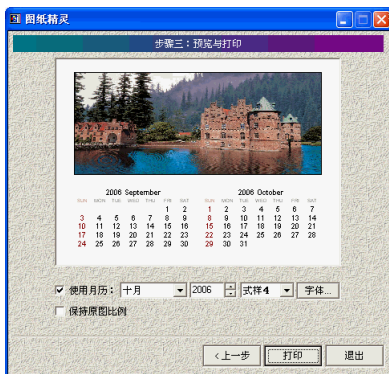 图纸精灵
步骤三：预览与打印
2006 September 2006 October
SUN MON TUE WED THU FRI SAT SUN MON TUE WED THU FRI SAT
1 2 1 2 3 4 5 6 7
3 4 5 6 7 8 9 8 9 10 11 12 13 14
10 11 12 13 14 15 16 15 16 17 18 19 20 21
17 18 19 20 21 22 23 22 23 24 25 26 27 28
24 25 26 27 28 29 30 29 30 31
使用月历： 十月 2006 式样4 字体...
保持原图比例
<上一步 打印 退出